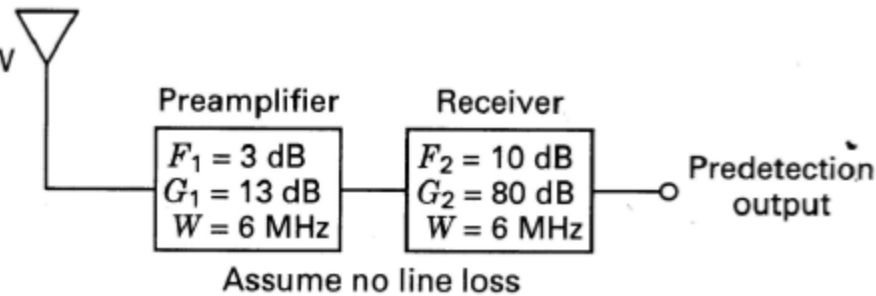 Preamplifier
Receiver
F₁ = 3 dB
G₁ = 13 dB
W = 6 MHz
F₂ = 10 dB
G₂ = 80 dB
W = 6 MHz
Predetection
output
Assume no line loss